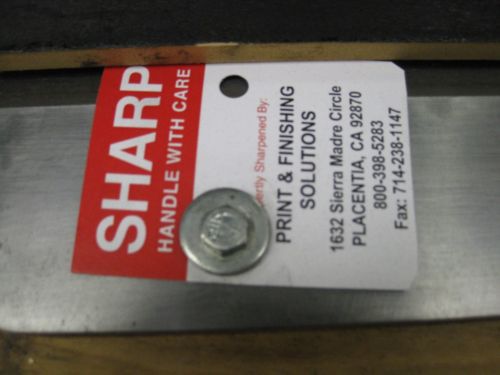 SHARP
HANDLE WITH CARE
Sharpened By:
PRINT & FINISHING
SOLUTIONS
1632 Sierra Madre Circle
PLACENTIA, CA 92870
800-398-5283
Fax: 714-238-1147